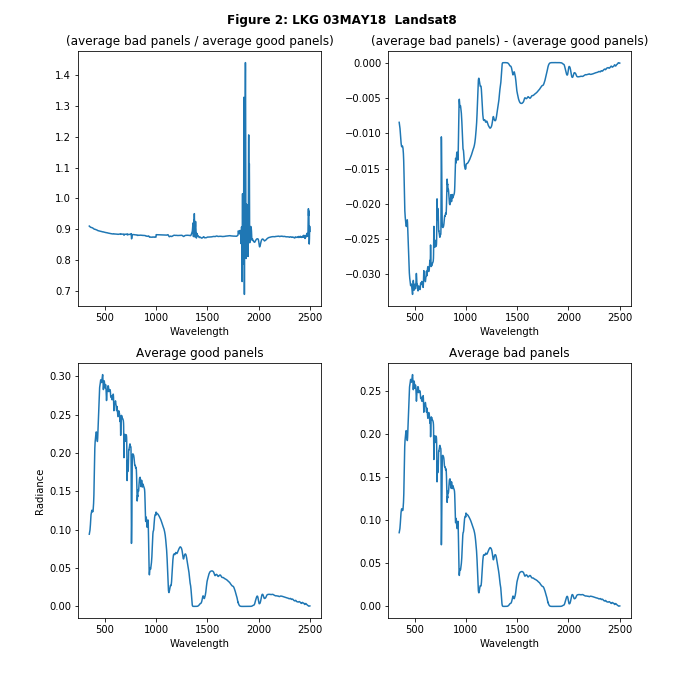 Figure 2: LKG 03MAY18  Landsat8
(average bad panels / average good panels)
1.4
1.3
1.2
1.1
1.0
0.9
0.8
0.7
500 1000 1500 2000 2500
Wavelength
(average bad panels) - (average good panels)
0.000
−0.005
−0.010
−0.015
−0.020
−0.025
−0.030
500 1000 1500 2000 2500
Wavelength
Average good panels
Radiance
0.30
0.25
0.20
0.15
0.10
0.05
0.00
500 1000 1500 2000 2500
Wavelength
Average bad panels
0.25
0.20
0.15
0.10
0.05
0.00
500 1000 1500 2000 2500
Wavelength